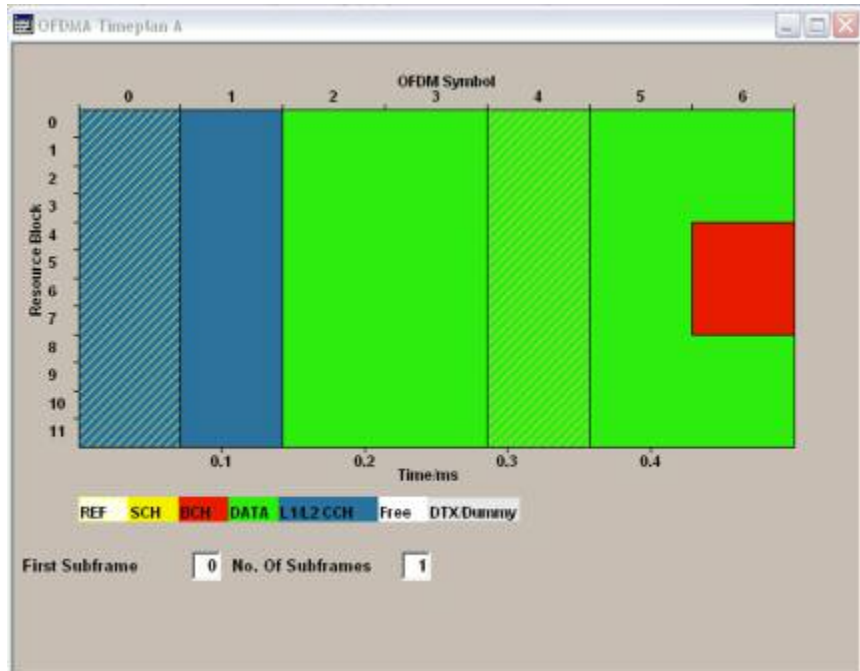 OFDMA Timeplan A
OFDM Symbol
0 1 2 3 4 5 6
Resource Block
0
1
2
3
4
5
6
7
8
9
10
11
0.1 0.2 0.3 0.4
Time/ms
REF SCH BCH DATA L1/L2 CCH Free DTX/Dummy
First Subframe 0 No. Of Subframes 1